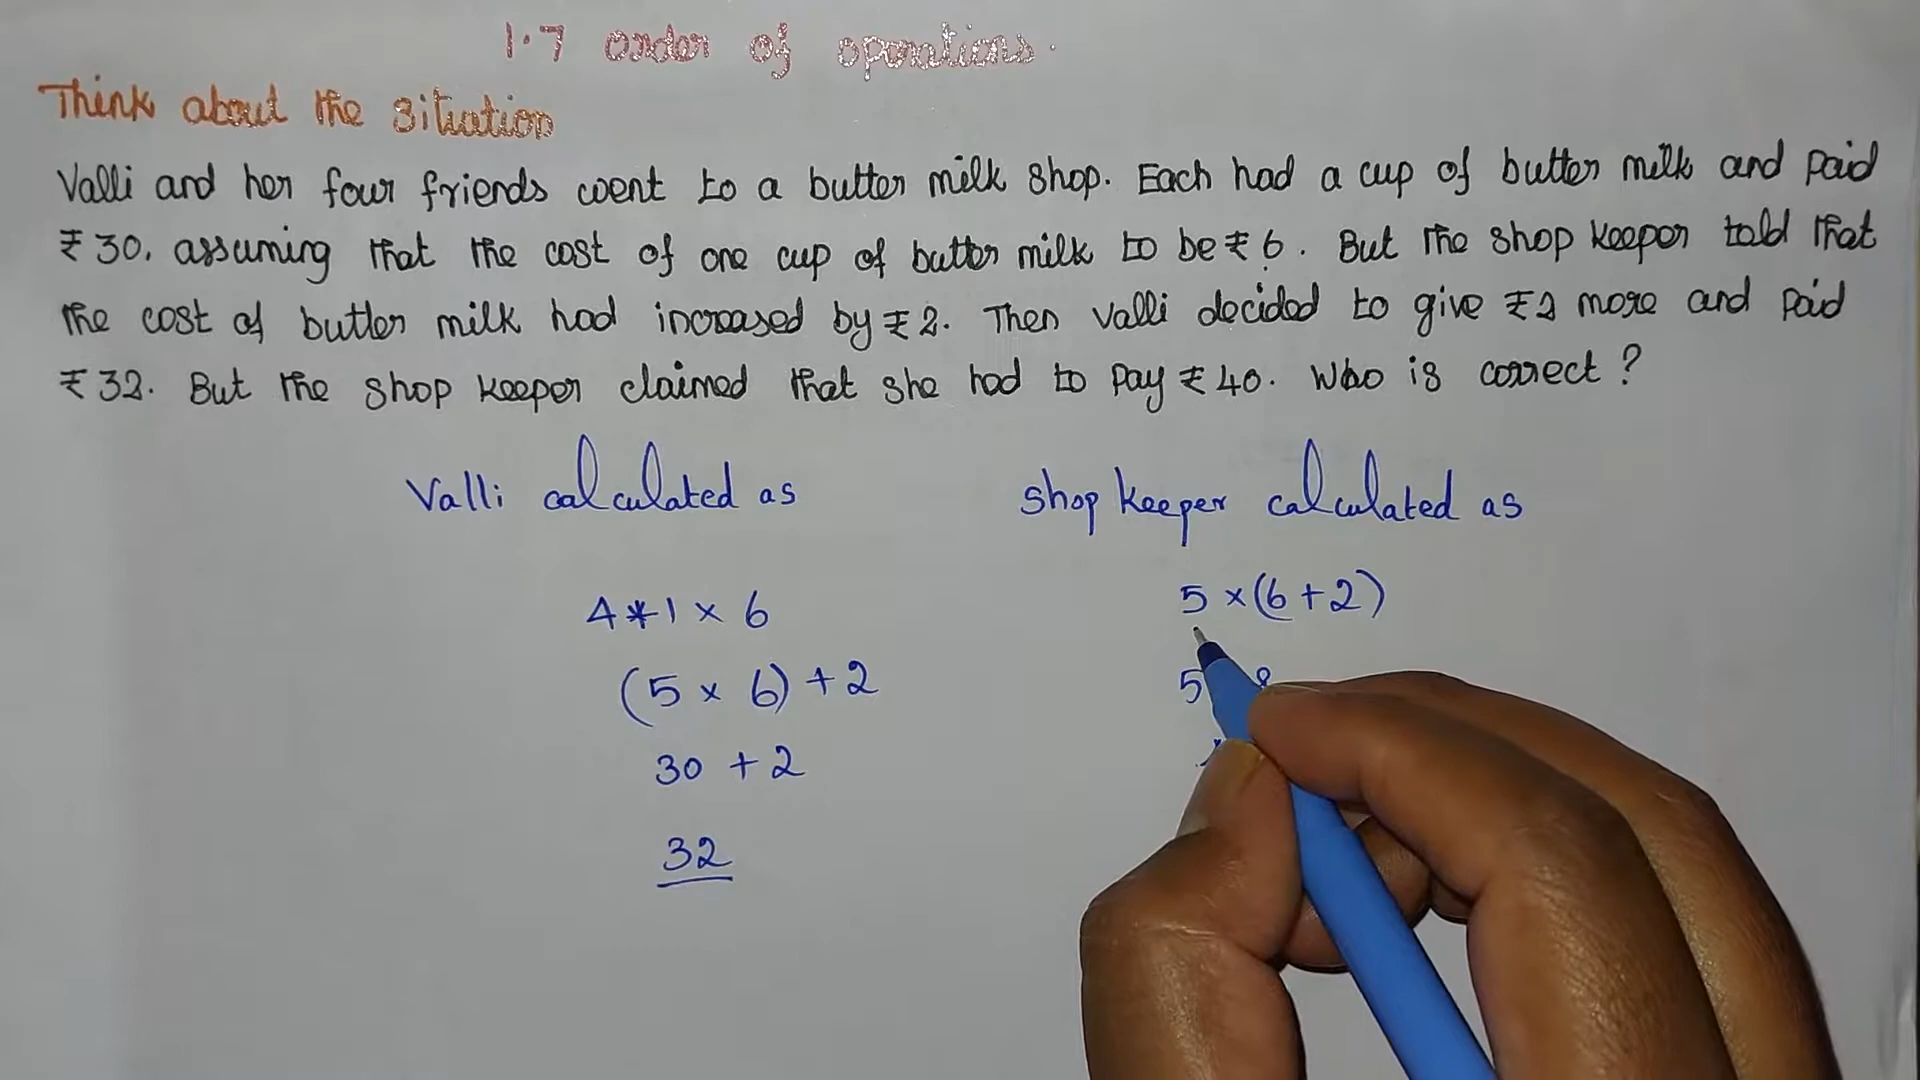 1.7 order of operations.
Think about the situation
Valli and her four friends went to a butter milk shop. Each had a cup of butter milk and paid
₹ 30, assuming that the cost of one cup of butter milk to be ₹ 6. But the shop keeper told that
the cost of butter milk had increased by ₹ 2. Then Valli decided to give ₹ 2 more and paid
₹ 32. But the shop keeper claimed that she had to pay ₹ 40. Who is correct?
Valli calculated as
4 + 1 × 6
(5 × 6) + 2
30 + 2
32
shop keeper calculated as
5 × (6 + 2)
5 8